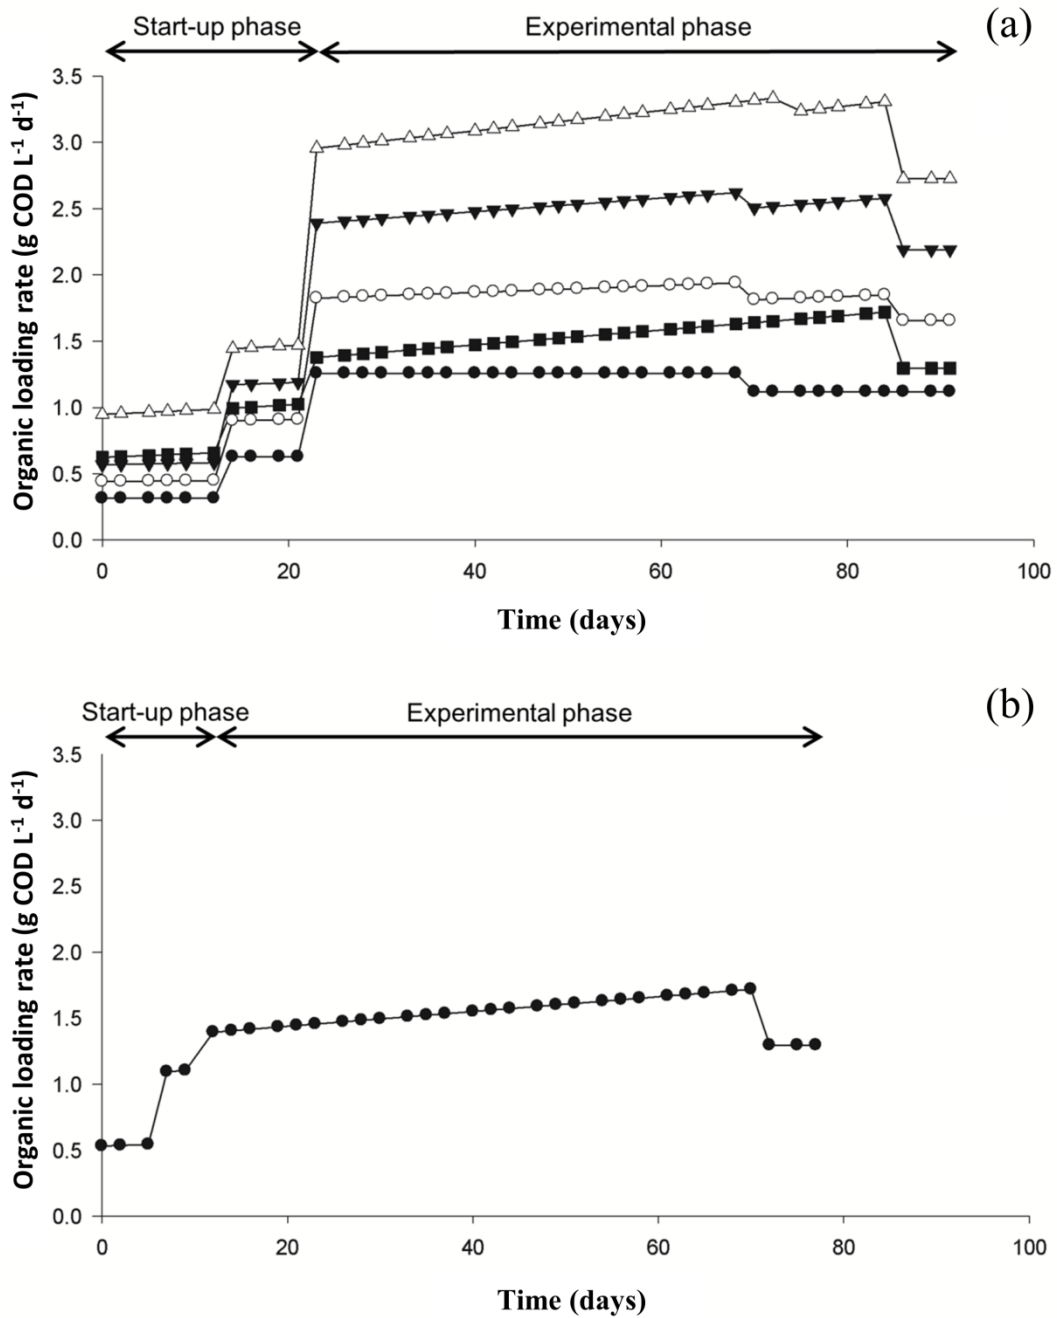 Start-up phase Experimental phase (a)
3.5
3.0
2.5
2.0
1.5
1.0
0.5
0.0
Organic loading rate (g COD L-1 d-1)
0 20 40 60 80 100
Time (days)
Start-up phase Experimental phase (b)
3.5
3.0
2.5
2.0
1.5
1.0
0.5
0.0
Organic loading rate (g COD L-1 d-1)
0 20 40 60 80 100
Time (days)